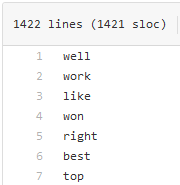 1422 lines (1421 sloc)
1 well
2 work
3 like
4 won
5 right
6 best
7 top